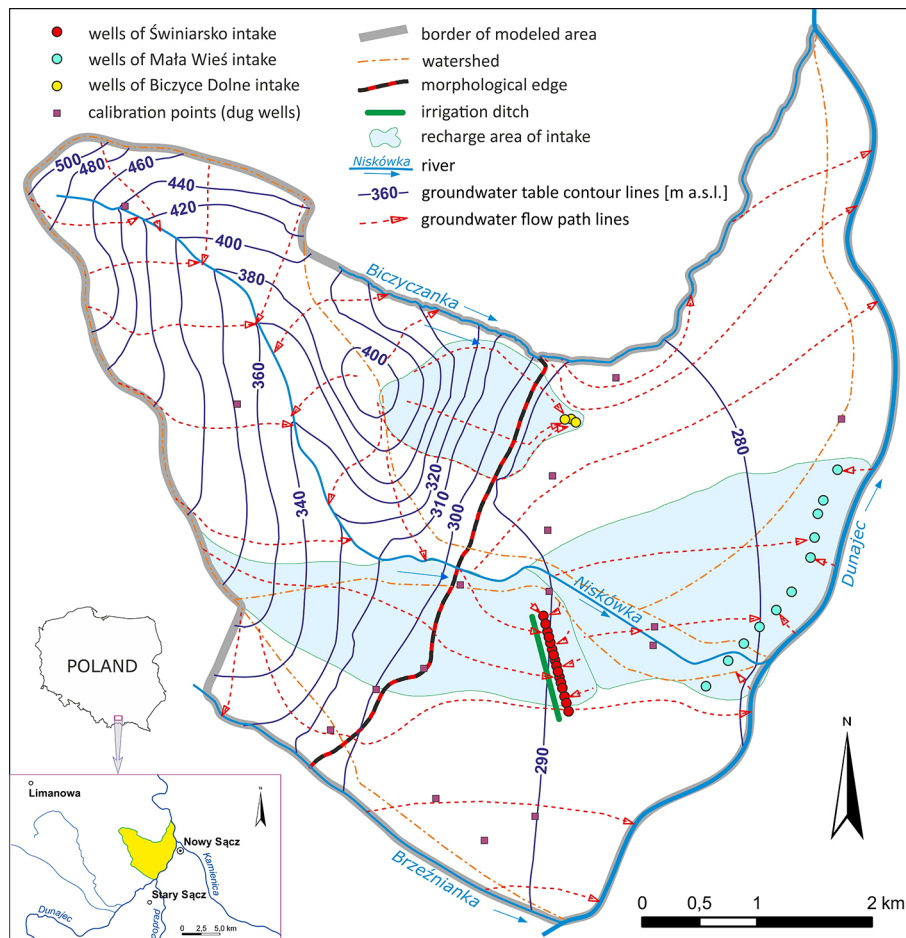 wells of Świniarsko intake
wells of Mała Wieś intake
wells of Biczyce Dolne intake
calibration points (dug wells)
border of modeled area
watershed
morphological edge
irrigation ditch
recharge area of intake
Niskówka
river
360
groundwater table contour lines [m a.s.l.]
groundwater flow path lines
500
480
460
440
420
400
380
Biczyczanka
400
360
280
320
310
300
340
Dunajec
Niskówka
POLAND
290
N
Brzeźnianka
Limanowa
N
Nowy Sącz
Kamienica
Stary Sącz
Dunajec
Poprad
0 2,5 5,0 km
0 0,5 1 2 km